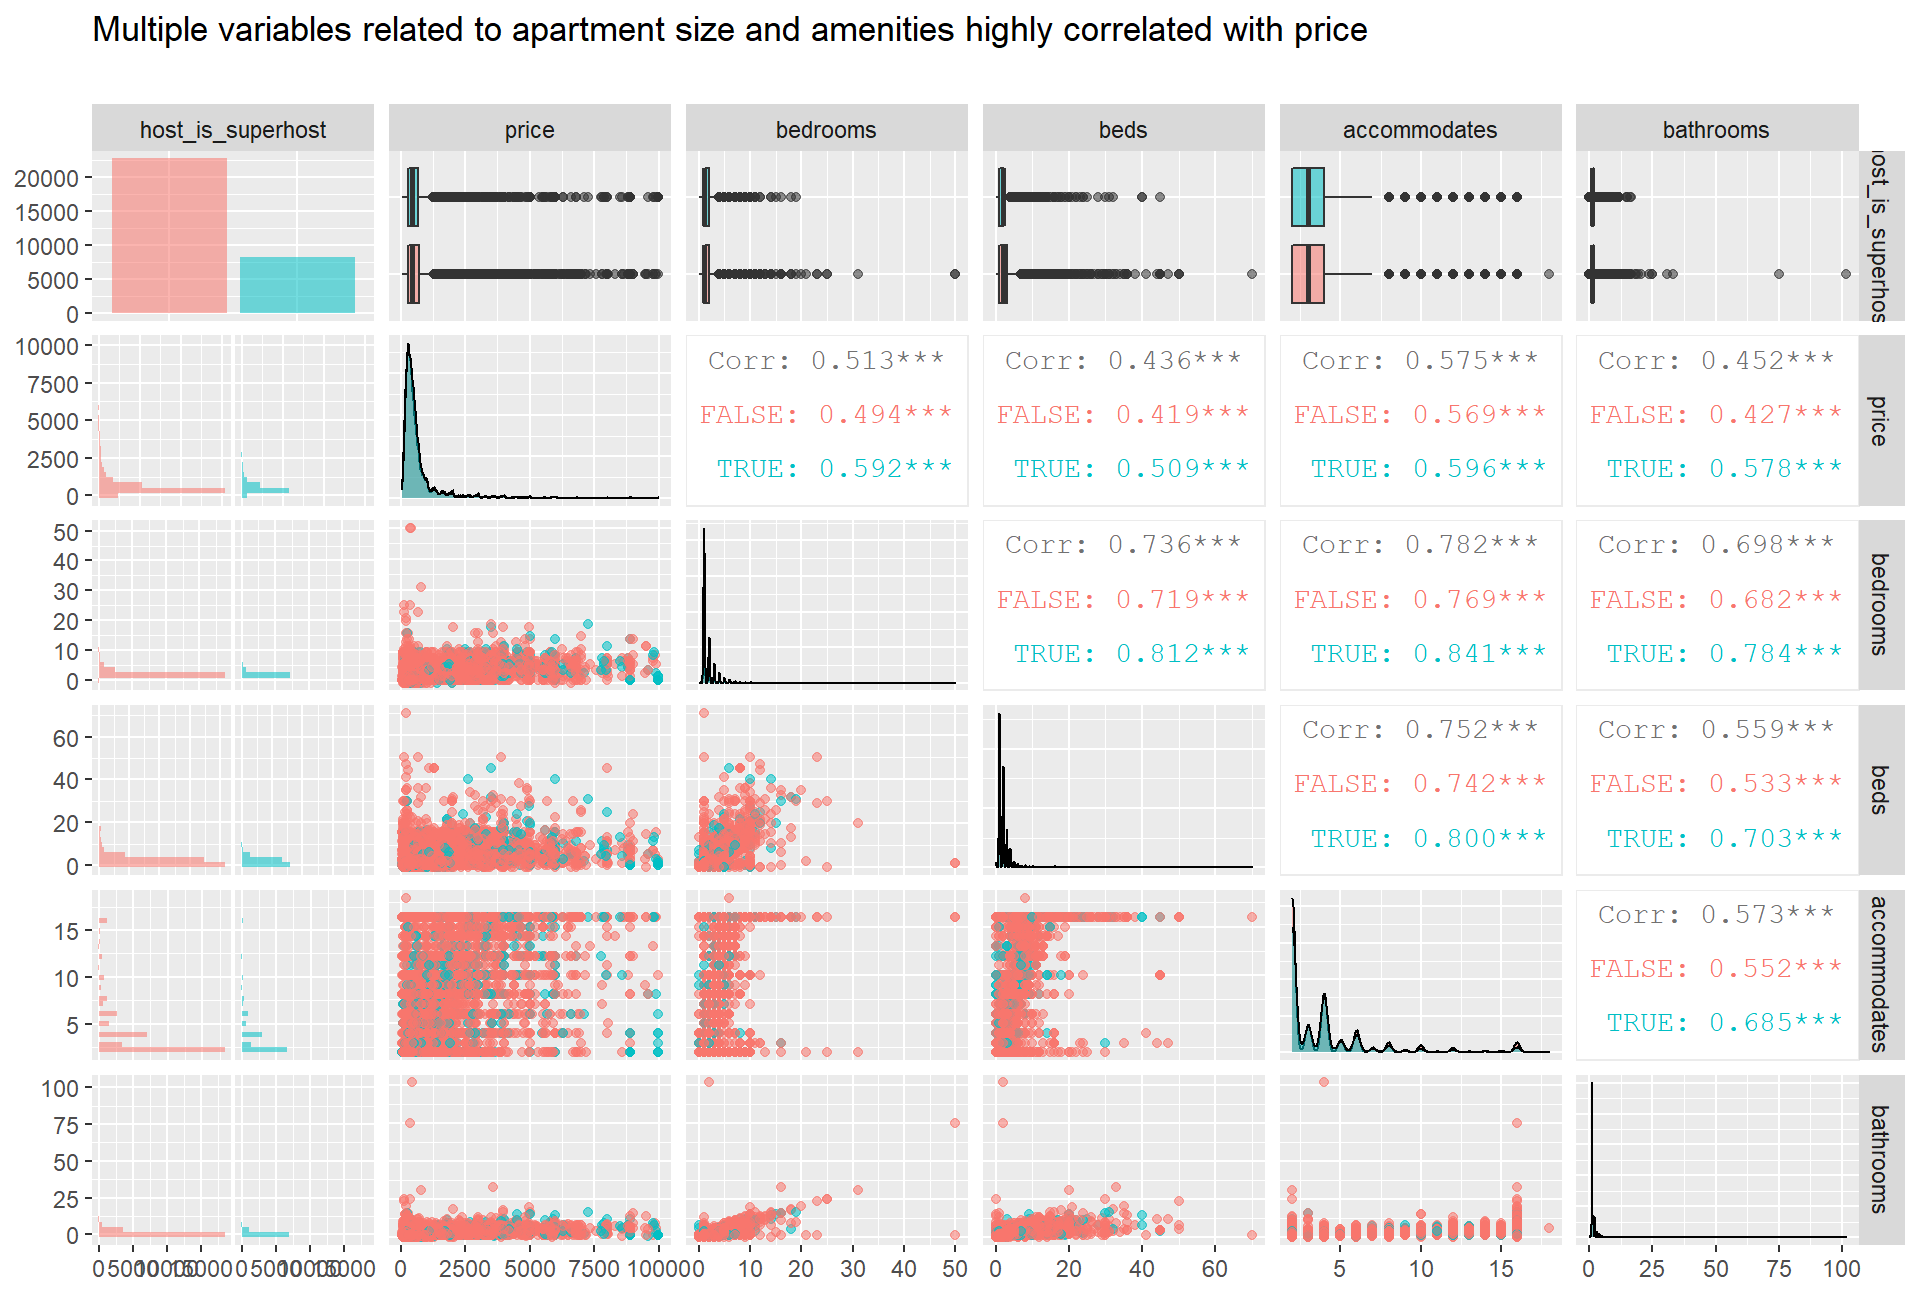 Multiple variables related to apartment size and amenities highly correlated with price
host_is_superhost price bedrooms beds accommodates bathrooms
20000
15000
10000
5000
0
10000
7500
5000
2500
0
Corr: 0.513*** Corr: 0.436*** Corr: 0.575*** Corr: 0.452***
FALSE: 0.494*** FALSE: 0.419*** FALSE: 0.569*** FALSE: 0.427***
TRUE: 0.592*** TRUE: 0.509*** TRUE: 0.596*** TRUE: 0.578***
price
50
40
30
20
10
0
Corr: 0.736*** Corr: 0.782*** Corr: 0.698***
FALSE: 0.719*** FALSE: 0.769*** FALSE: 0.682***
TRUE: 0.812*** TRUE: 0.841*** TRUE: 0.784***
bedrooms
60
40
20
0
Corr: 0.752*** Corr: 0.559***
FALSE: 0.742*** FALSE: 0.533***
TRUE: 0.800*** TRUE: 0.703***
beds
15
10
5
Corr: 0.573***
FALSE: 0.552***
TRUE: 0.685***
accommodates
100
75
50
25
0
bathrooms
0 5000 10000 15000 0 5000 10000 15000 0 2500 5000 7500 10000 0 10 20 30 40 50 0 20 40 60 5 10 15 0 25 50 75 100